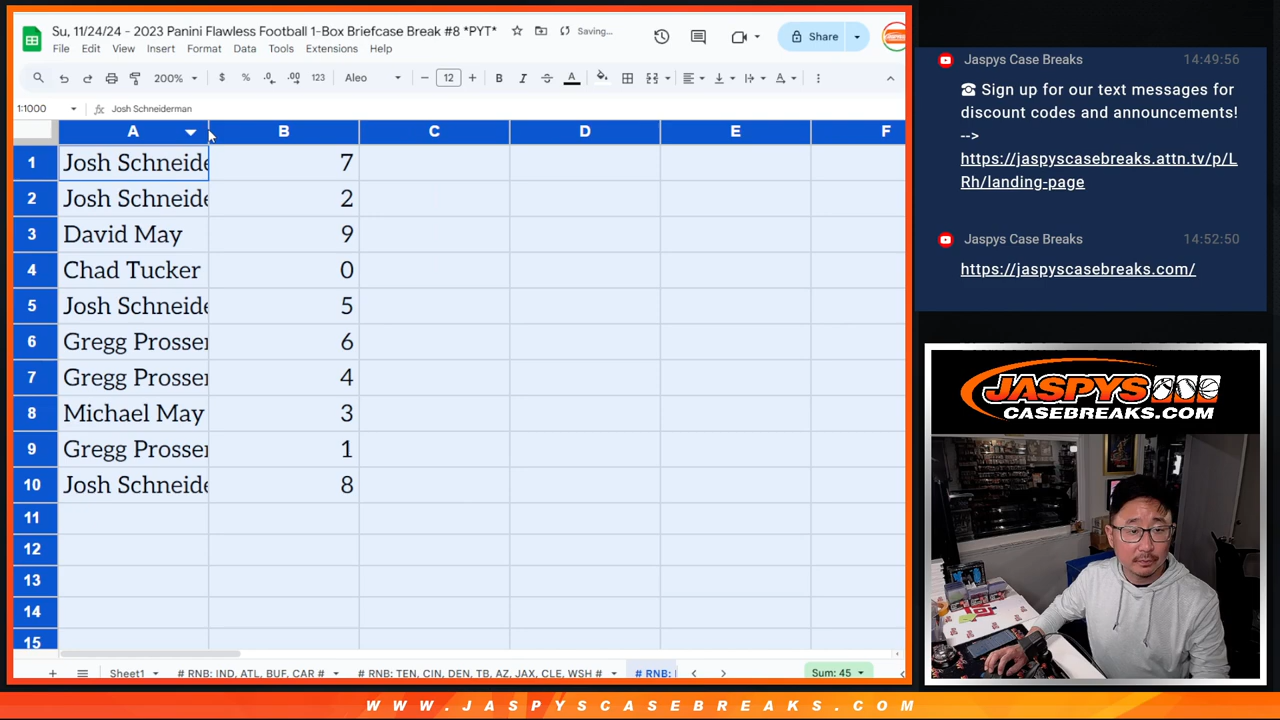 Su, 11/24/24 - 2023 Panini Flawless Football 1-Box Briefcase Break #8 *PYT*
Saving...
File Edit View Insert Format Data Tools Extensions Help
Share
200% $ % .0 .00 123 Aleo 12 B I A
1:1000 fx Josh Schneiderman
A B C D E F
1 Josh Schneide 7
2 Josh Schneide 2
3 David May 9
4 Chad Tucker 0
5 Josh Schneide 5
6 Gregg Prosser 6
7 Gregg Prosser 4
8 Michael May 3
9 Gregg Prosser 1
10 Josh Schneide 8
11
12
13
14
15
Sheet1 # RNB: IND, ATL, BUF, CAR # # RNB: TEN, CIN, DEN, TB, AZ, JAX, CLE, WSH # # RNB: Sum: 45
Jaspys Case Breaks 14:49:56
☎ Sign up for our text messages for
discount codes and announcements!
-->
https://jaspyscasebreaks.attn.tv/p/L
Rh/landing-page
Jaspys Case Breaks 14:52:50
https://jaspyscasebreaks.com/
JASPYS
CASEBREAKS.COM
WWW.JASPYSCASEBREAKS.COM